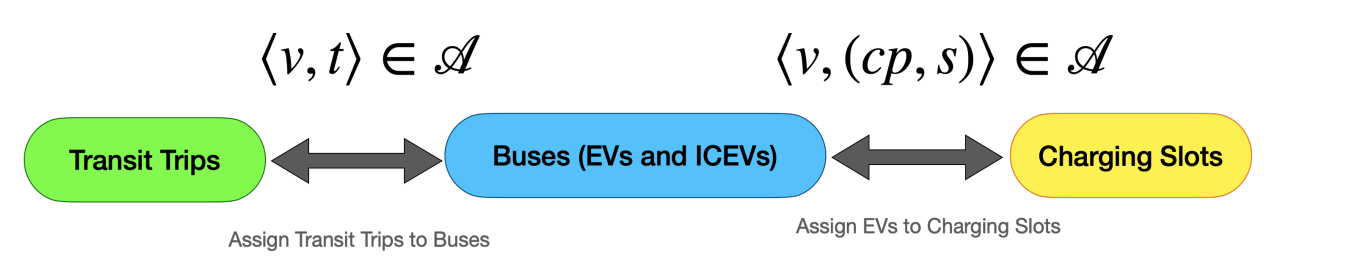 ⟨v, t⟩ ∈ 𝒜
⟨v, (cp, s)⟩ ∈ 𝒜
Transit Trips
Buses (EVs and ICEVs)
Charging Slots
Assign Transit Trips to Buses
Assign EVs to Charging Slots